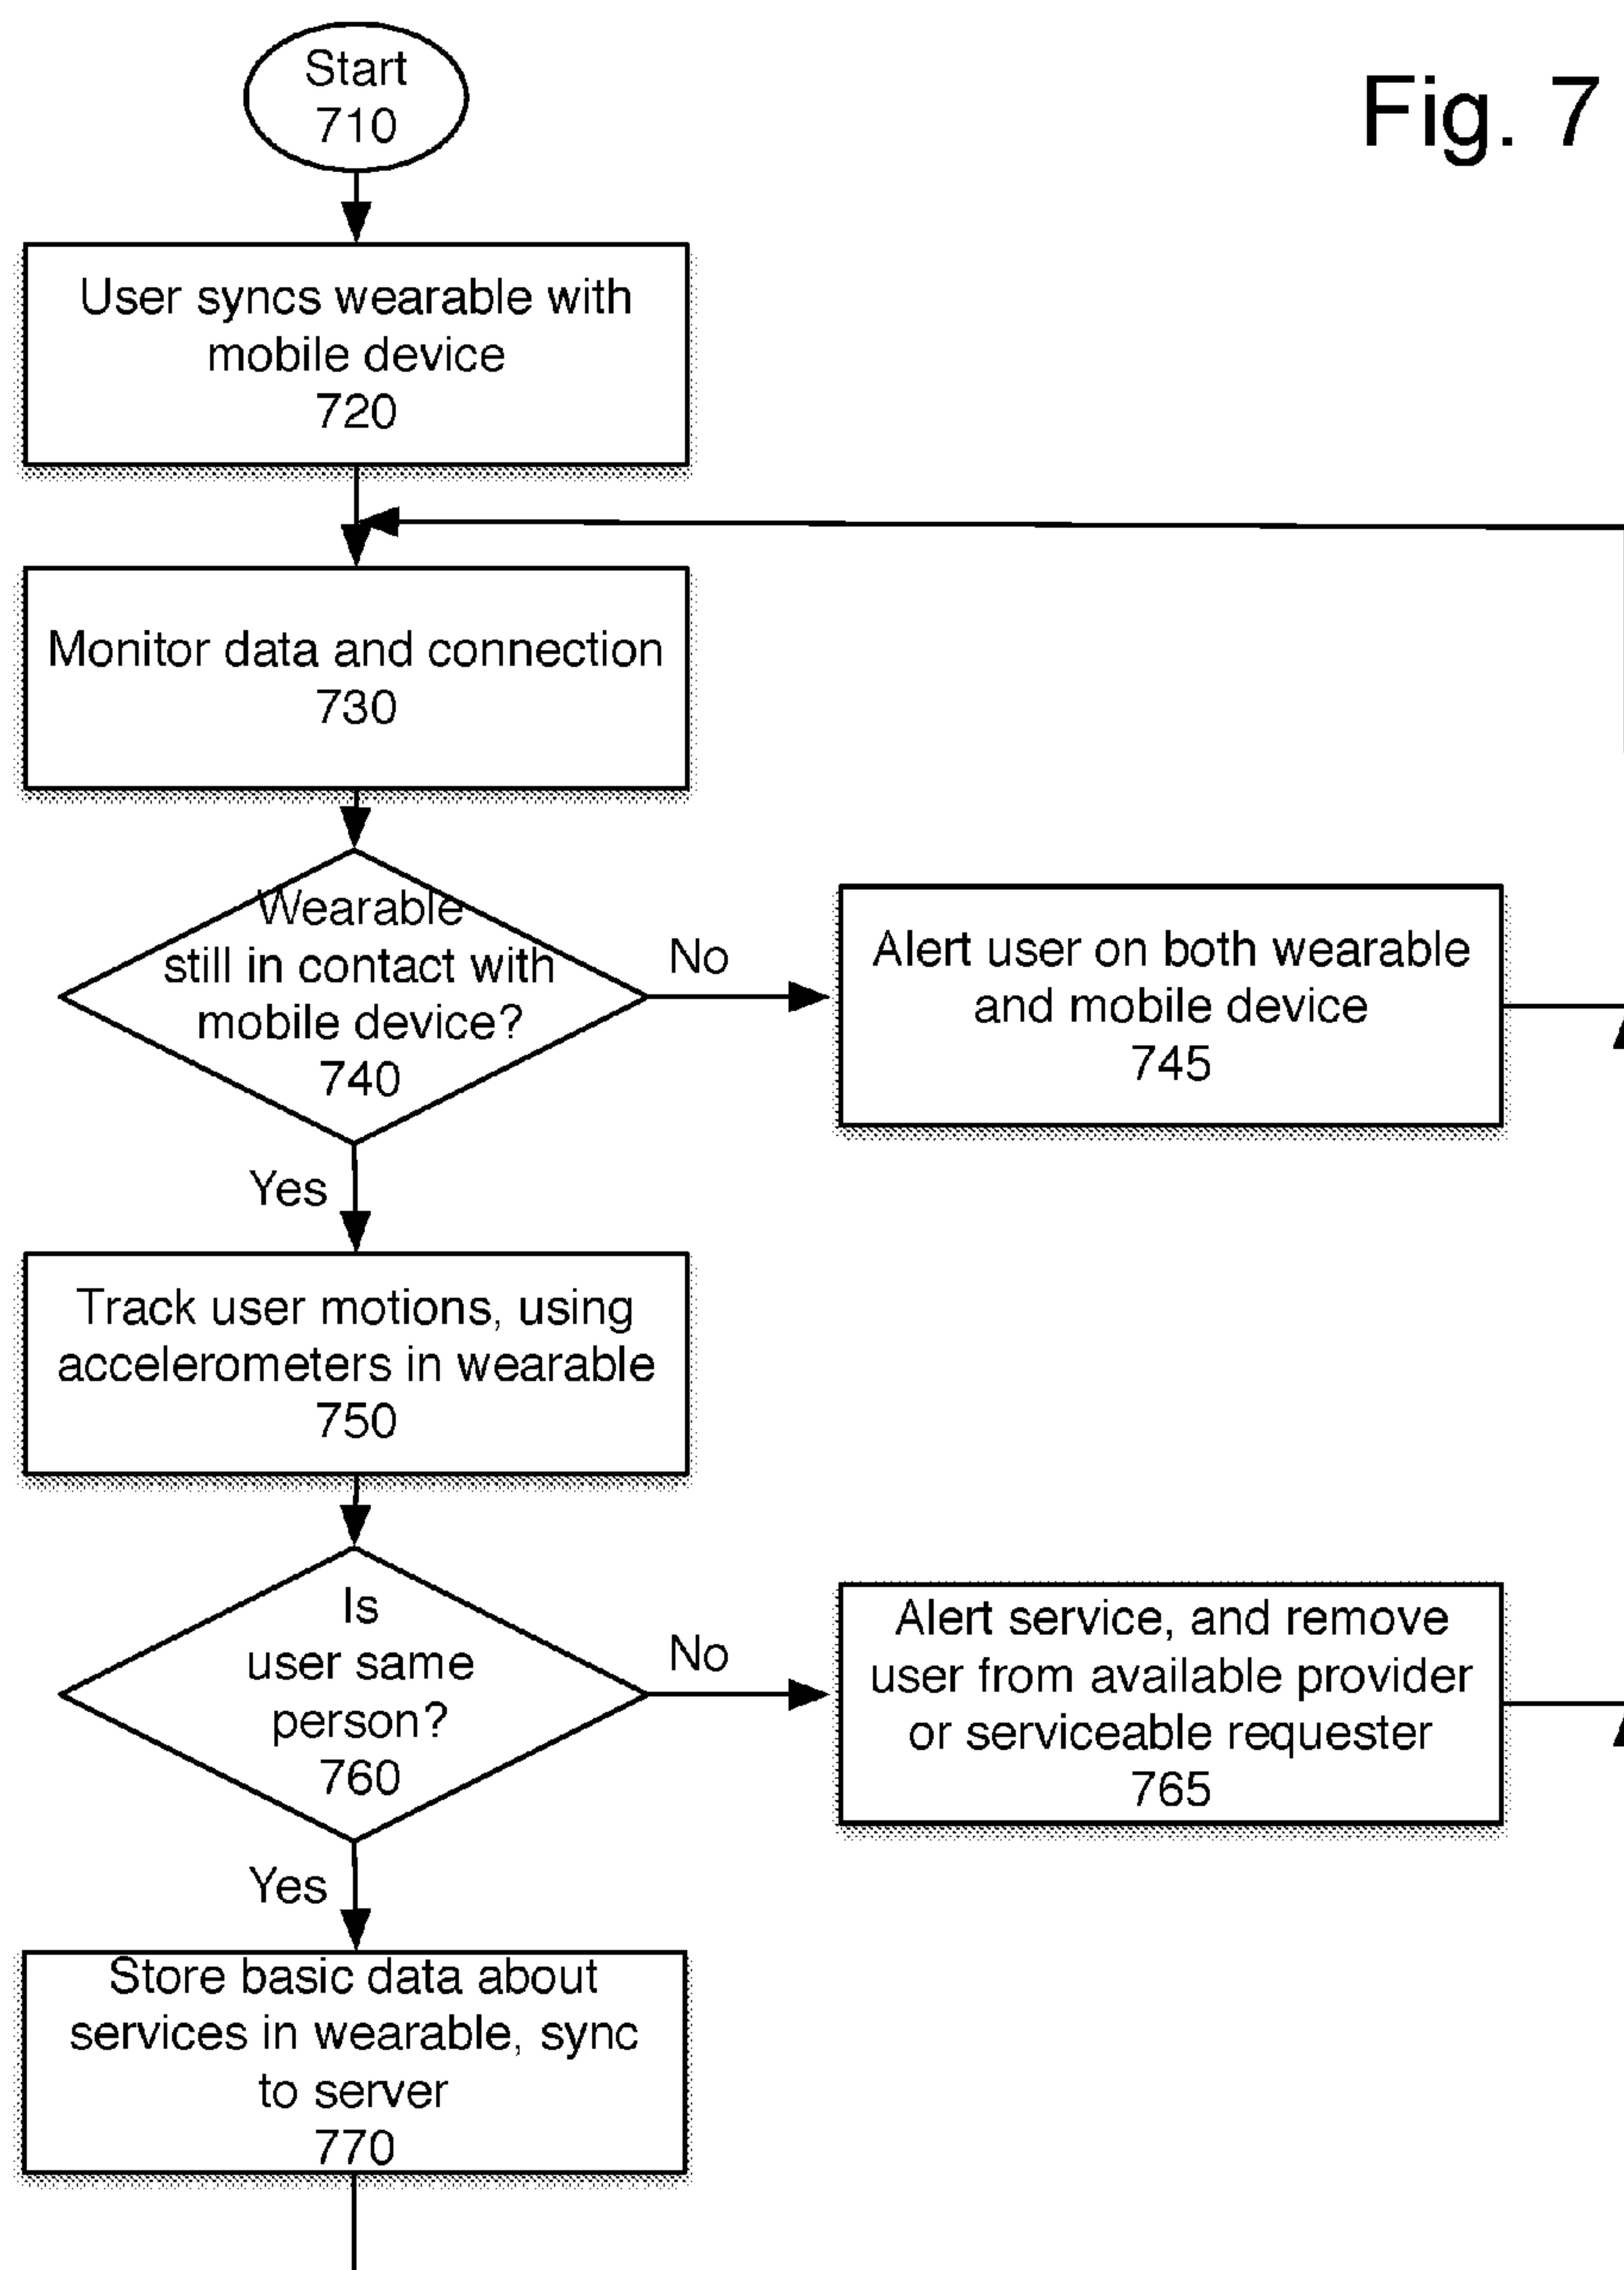 Start
710
Fig. 7
User syncs wearable with
mobile device
720
Monitor data and connection
730
Wearable
still in contact with
mobile device?
740
No
Alert user on both wearable
and mobile device
745
Yes
Track user motions, using
accelerometers in wearable
750
Is
user same
person?
760
No
Alert service, and remove
user from available provider
or serviceable requester
765
Yes
Store basic data about
services in wearable, sync
to server
770